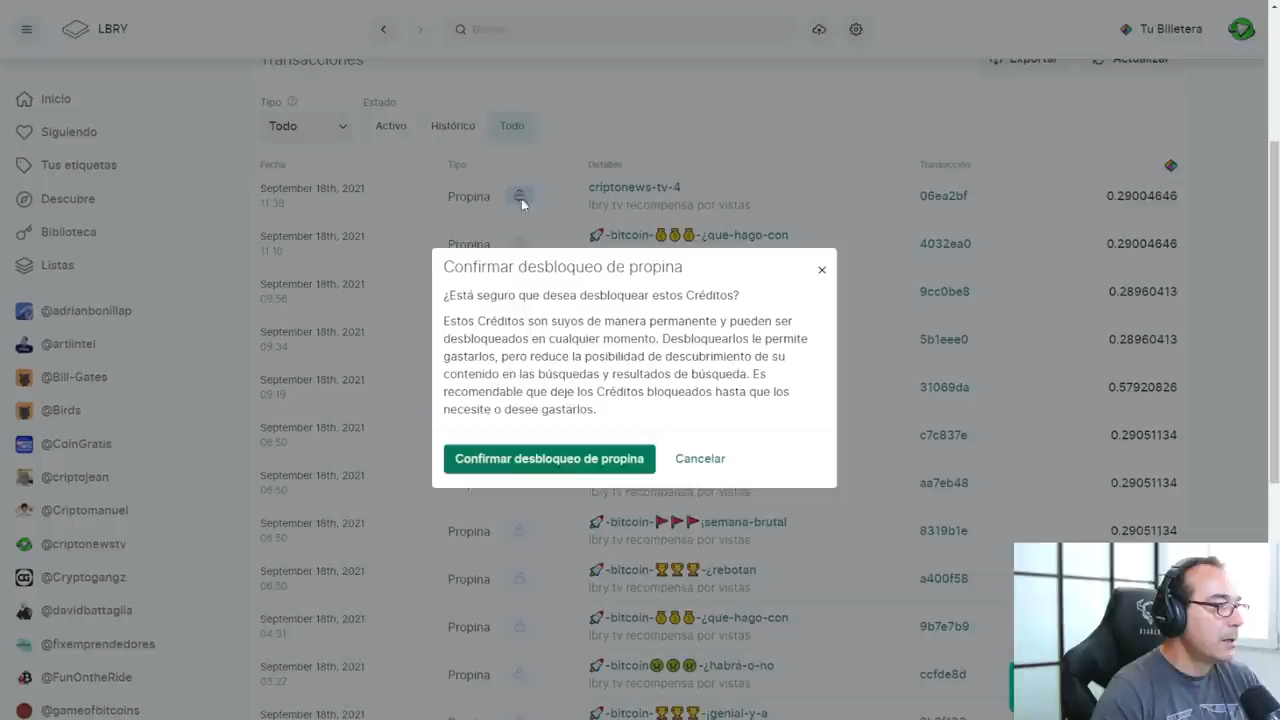 LBRY
Buscar
Tu Billetera
Transacciones
Exportar
Actualizar
Tipo
Estado
Todo
Activo
Histórico
Todo
Inicio
Siguiendo
Tus etiquetas
Descubre
Biblioteca
Listas
@adrianbonillap
@artiintel
@Bill-Gates
@Birds
@CoinGratis
@criptojean
@Criptomanuel
@criptonewstv
@Cryptogangz
@davidbattaglia
@fixemprendedores
@FunOntheRide
@gameofbitcoins
Fecha
Tipo
Detalles
Transacción
September 18th, 2021
11:38
Propina
criptonews-tv-4
lbry.tv recompensa por vistas
06ea2bf
0.29004646
September 18th, 2021
11:10
Propina
🚀-bitcoin-🥇🥇🥇-¿que-hago-con
4032ea0
0.29004646
September 18th, 2021
09:56
9cc0be8
0.28960413
September 18th, 2021
09:34
5b1eee0
0.28960413
September 18th, 2021
09:19
31069da
0.57920826
September 18th, 2021
06:50
c7c837e
0.29051134
September 18th, 2021
06:50
lbry.tv recompensa por vistas
aa7eb48
0.29051134
September 18th, 2021
06:50
Propina
🚀-bitcoin-🚩🚩🚩¡semana-brutal
lbry.tv recompensa por vistas
8319b1e
0.29051134
September 18th, 2021
06:50
Propina
🚀-bitcoin-🏆🏆🏆-¿rebotan
lbry.tv recompensa por vistas
a400f58
September 18th, 2021
04:31
Propina
🚀-bitcoin-🥇🥇🥇-¿que-hago-con
lbry.tv recompensa por vistas
9b7e7b9
September 18th, 2021
03:27
Propina
🚀-bitcoin🤢🤢🤢-¿habrá-o-no
lbry.tv recompensa por vistas
ccfde8d
September 18th, 2021
🚀-bitcoin-🏆🏆🏆-¡genial-y-a
Confirmar desbloqueo de propina
×
¿Está seguro que desea desbloquear estos Créditos?
Estos Créditos son suyos de manera permanente y pueden ser
desbloqueados en cualquier momento. Desbloquearlos le permite
gastarlos, pero reduce la posibilidad de descubrimiento de su
contenido en las búsquedas y resultados de búsqueda. Es
recomendable que deje los Créditos bloqueados hasta que los
necesite o desee gastarlos.
Confirmar desbloqueo de propina
Cancelar